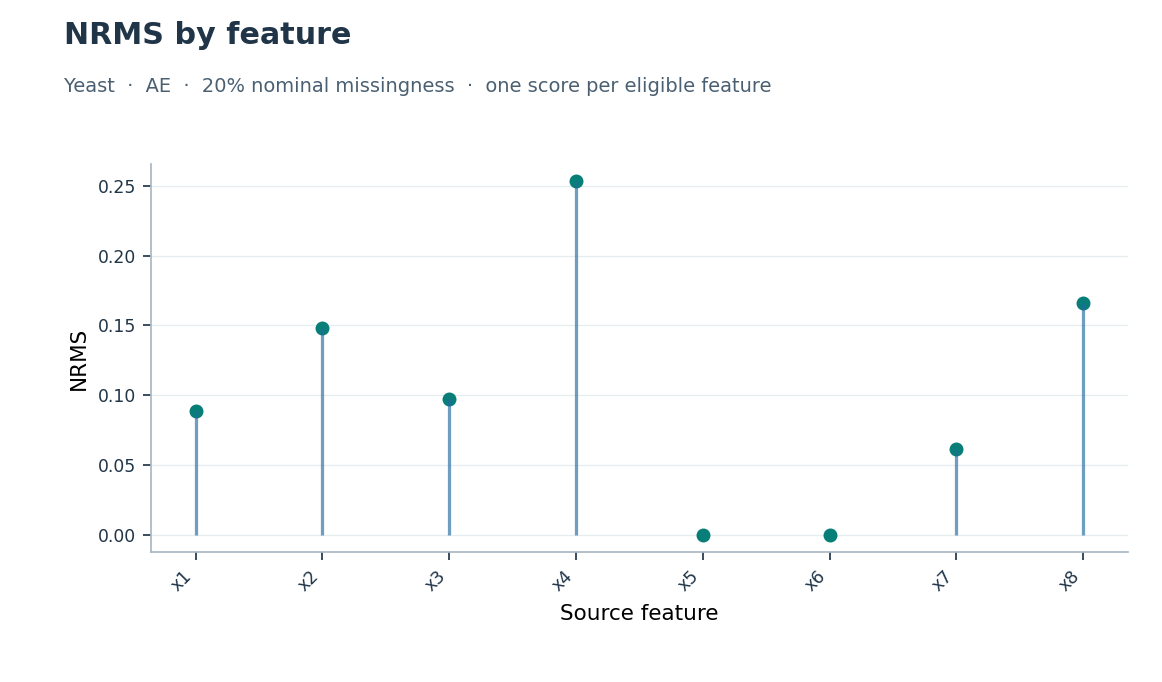 NRMS by feature
Yeast · AE · 20% nominal missingness · one score per eligible feature
0.25
0.20
0.15
0.10
0.05
0.00
NRMS
x1 x2 x3 x4 x5 x6 x7 x8
Source feature